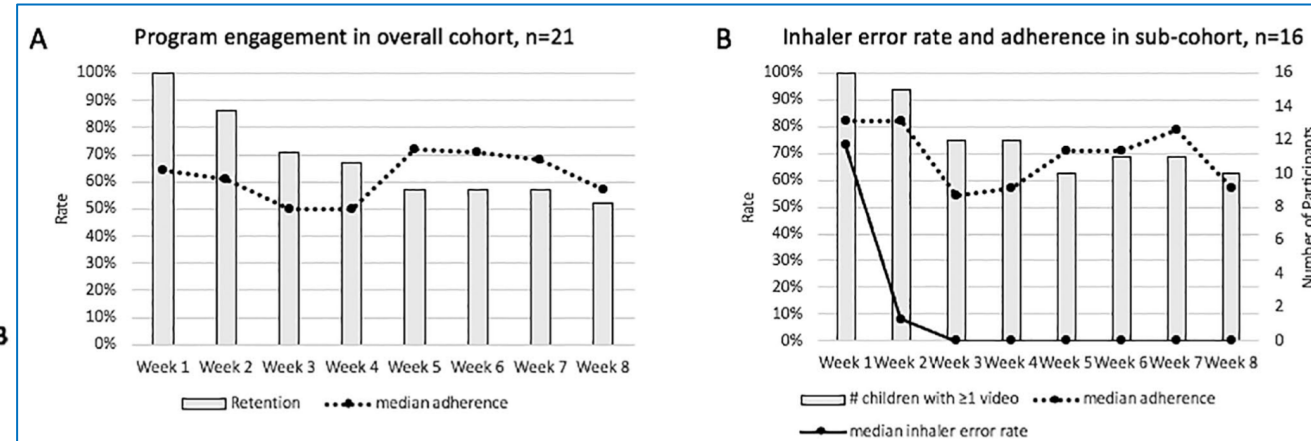 A
Program engagement in overall cohort, n=21
100%
90%
80%
70%
60%
50%
40%
30%
20%
10%
0%
Rate
Week 1 Week 2 Week 3 Week 4 Week 5 Week 6 Week 7 Week 8
Retention
median adherence
B
B
Inhaler error rate and adherence in sub-cohort, n=16
100%
90%
80%
70%
60%
50%
40%
30%
20%
10%
0%
Rate
16
14
12
10
8
6
4
2
0
Number of Participants
Week 1 Week 2 Week 3 Week 4 Week 5 Week 6 Week 7 Week 8
# children with ≥1 video
median adherence
median inhaler error rate